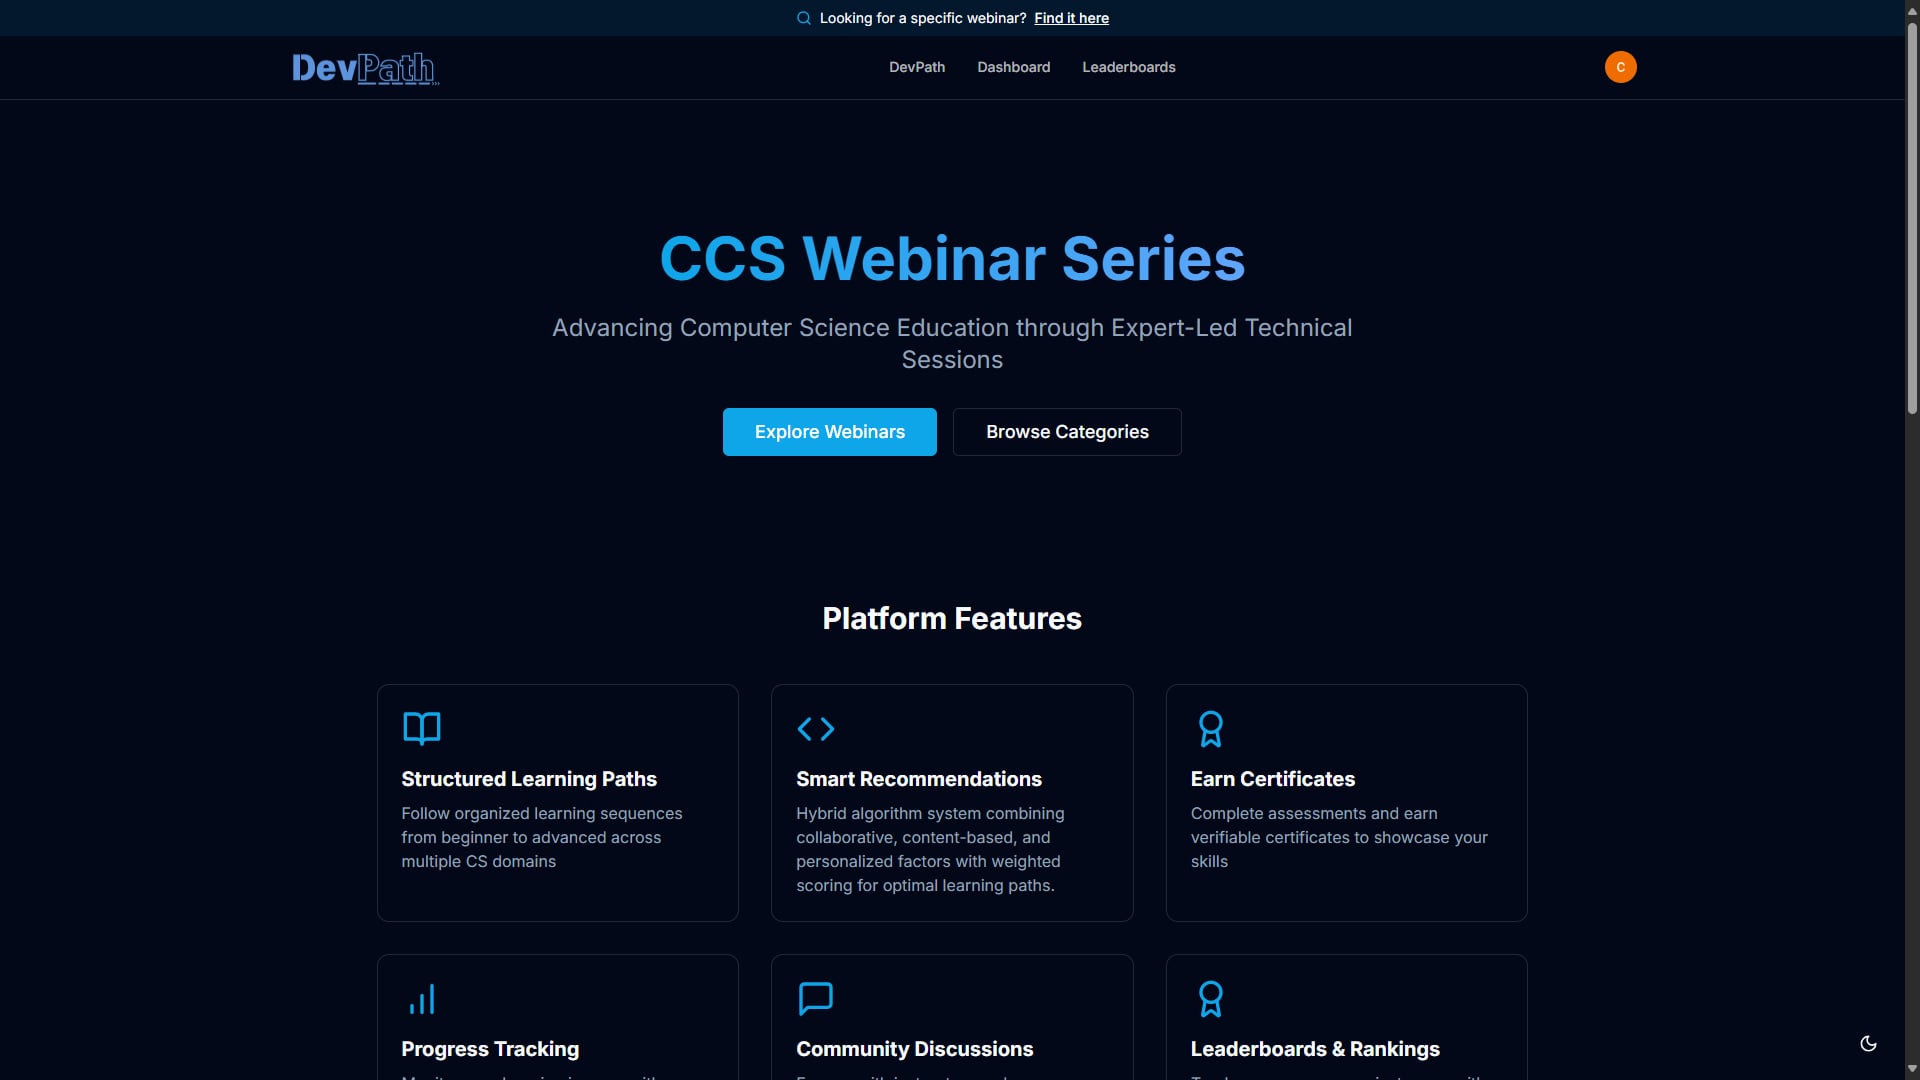 Looking for a specific webinar? Find it here
DevPath
DevPath Dashboard Leaderboards
C
CCS Webinar Series
Advancing Computer Science Education through Expert-Led Technical
Sessions
Explore Webinars
Browse Categories
Platform Features
Structured Learning Paths
Follow organized learning sequences
from beginner to advanced across
multiple CS domains
Smart Recommendations
Hybrid algorithm system combining
collaborative, content-based, and
personalized factors with weighted
scoring for optimal learning paths.
Earn Certificates
Complete assessments and earn
verifiable certificates to showcase your
skills
Progress Tracking
Community Discussions
Leaderboards & Rankings